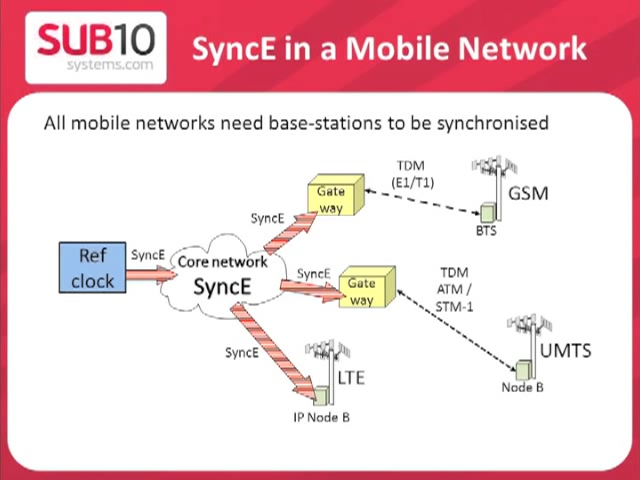 SUB10
systems.com
SyncE in a Mobile Network
All mobile networks need base-stations to be synchronised
TDM
(E1/T1)
Gate
way
GSM
SyncE
BTS
Ref
clock
SyncE
Core network
SyncE
SyncE
Gate
way
TDM
ATM /
STM-1
SyncE
LTE
UMTS
Node B
IP Node B